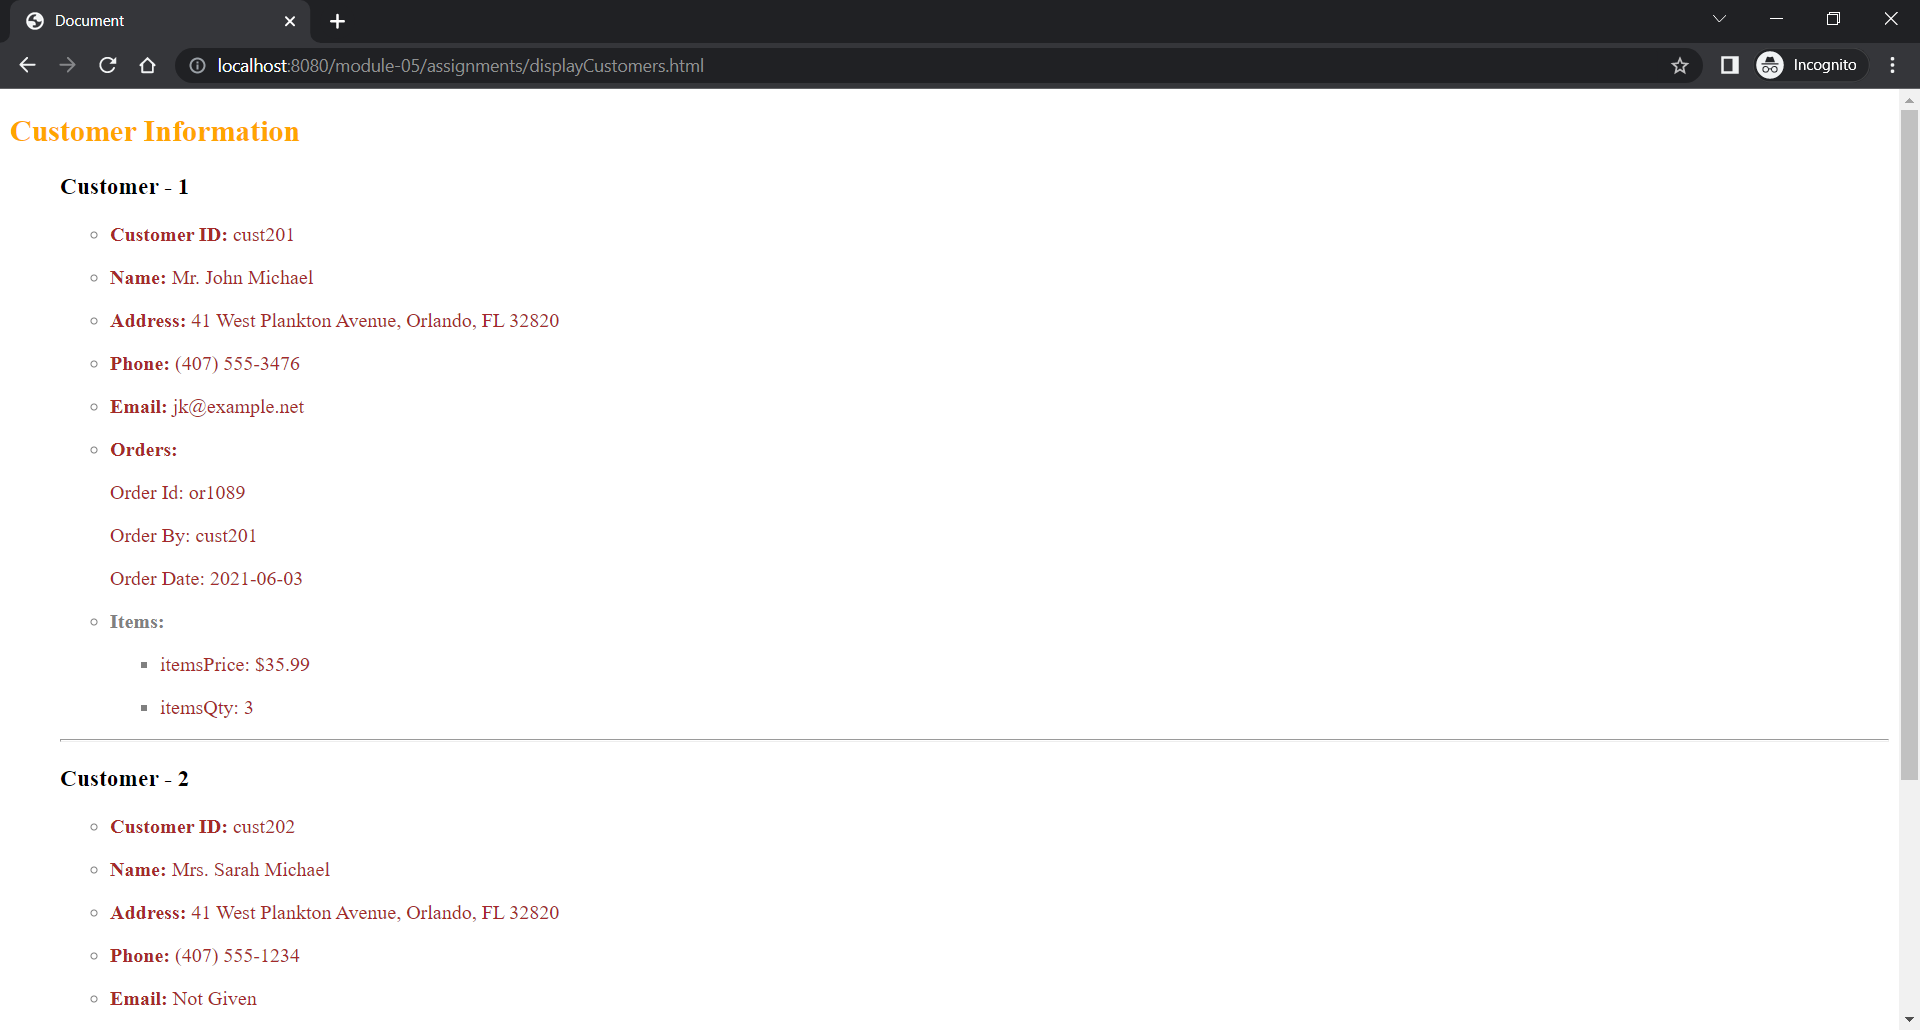 Document
localhost:8080/module-05/assignments/displayCustomers.html
Incognito
Customer Information
Customer - 1
Customer ID: cust201
Name: Mr. John Michael
Address: 41 West Plankton Avenue, Orlando, FL 32820
Phone: (407) 555-3476
Email: jk@example.net
Orders:
Order Id: or1089
Order By: cust201
Order Date: 2021-06-03
Items:
itemsPrice: $35.99
itemsQty: 3
Customer - 2
Customer ID: cust202
Name: Mrs. Sarah Michael
Address: 41 West Plankton Avenue, Orlando, FL 32820
Phone: (407) 555-1234
Email: Not Given